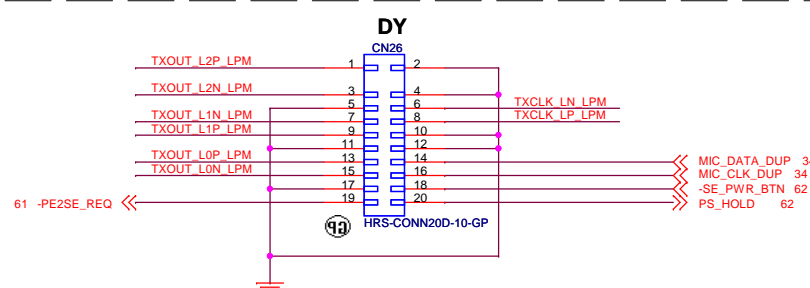 DY
CN26
TXOUT_L2P_LPM 1 2
TXOUT_L2N_LPM 3 4
5 6 TXCLK_LN_LPM
TXOUT_L1N_LPM 7 8 TXCLK_LP_LPM
TXOUT_L1P_LPM 9 10
11 12
TXOUT_L0P_LPM 13 14 MIC_DATA_DUP 34
TXOUT_L0N_LPM 15 16 MIC_CLK_DUP 34
17 18 -SE_PWR_BTN 62
61 -PE2SE_REQ 19 20 PS_HOLD 62
HRS-CONN20D-10-GP